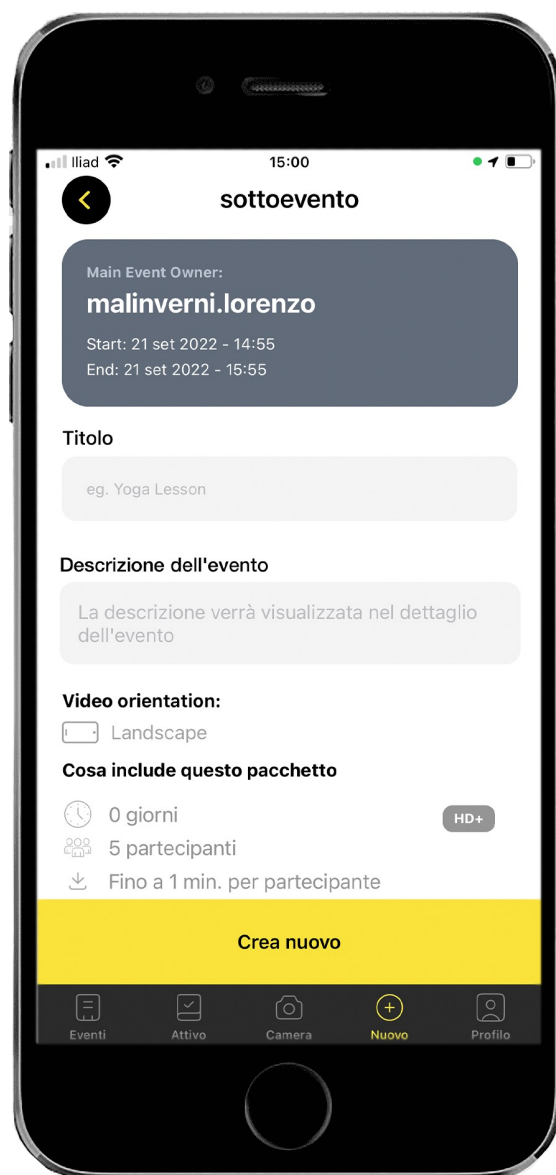 Iliad
15:00
sottoevento
Main Event Owner:
malinverni.lorenzo
Start: 21 set 2022 - 14:55
End: 21 set 2022 - 15:55
Titolo
eg. Yoga Lesson
Descrizione dell'evento
La descrizione verrà visualizzata nel dettaglio
dell'evento
Video orientation:
Landscape
Cosa include questo pacchetto
0 giorni
HD+
5 partecipanti
Fino a 1 min. per partecipante
Crea nuovo
Eventi
Attivo
Camera
Nuovo
Profilo